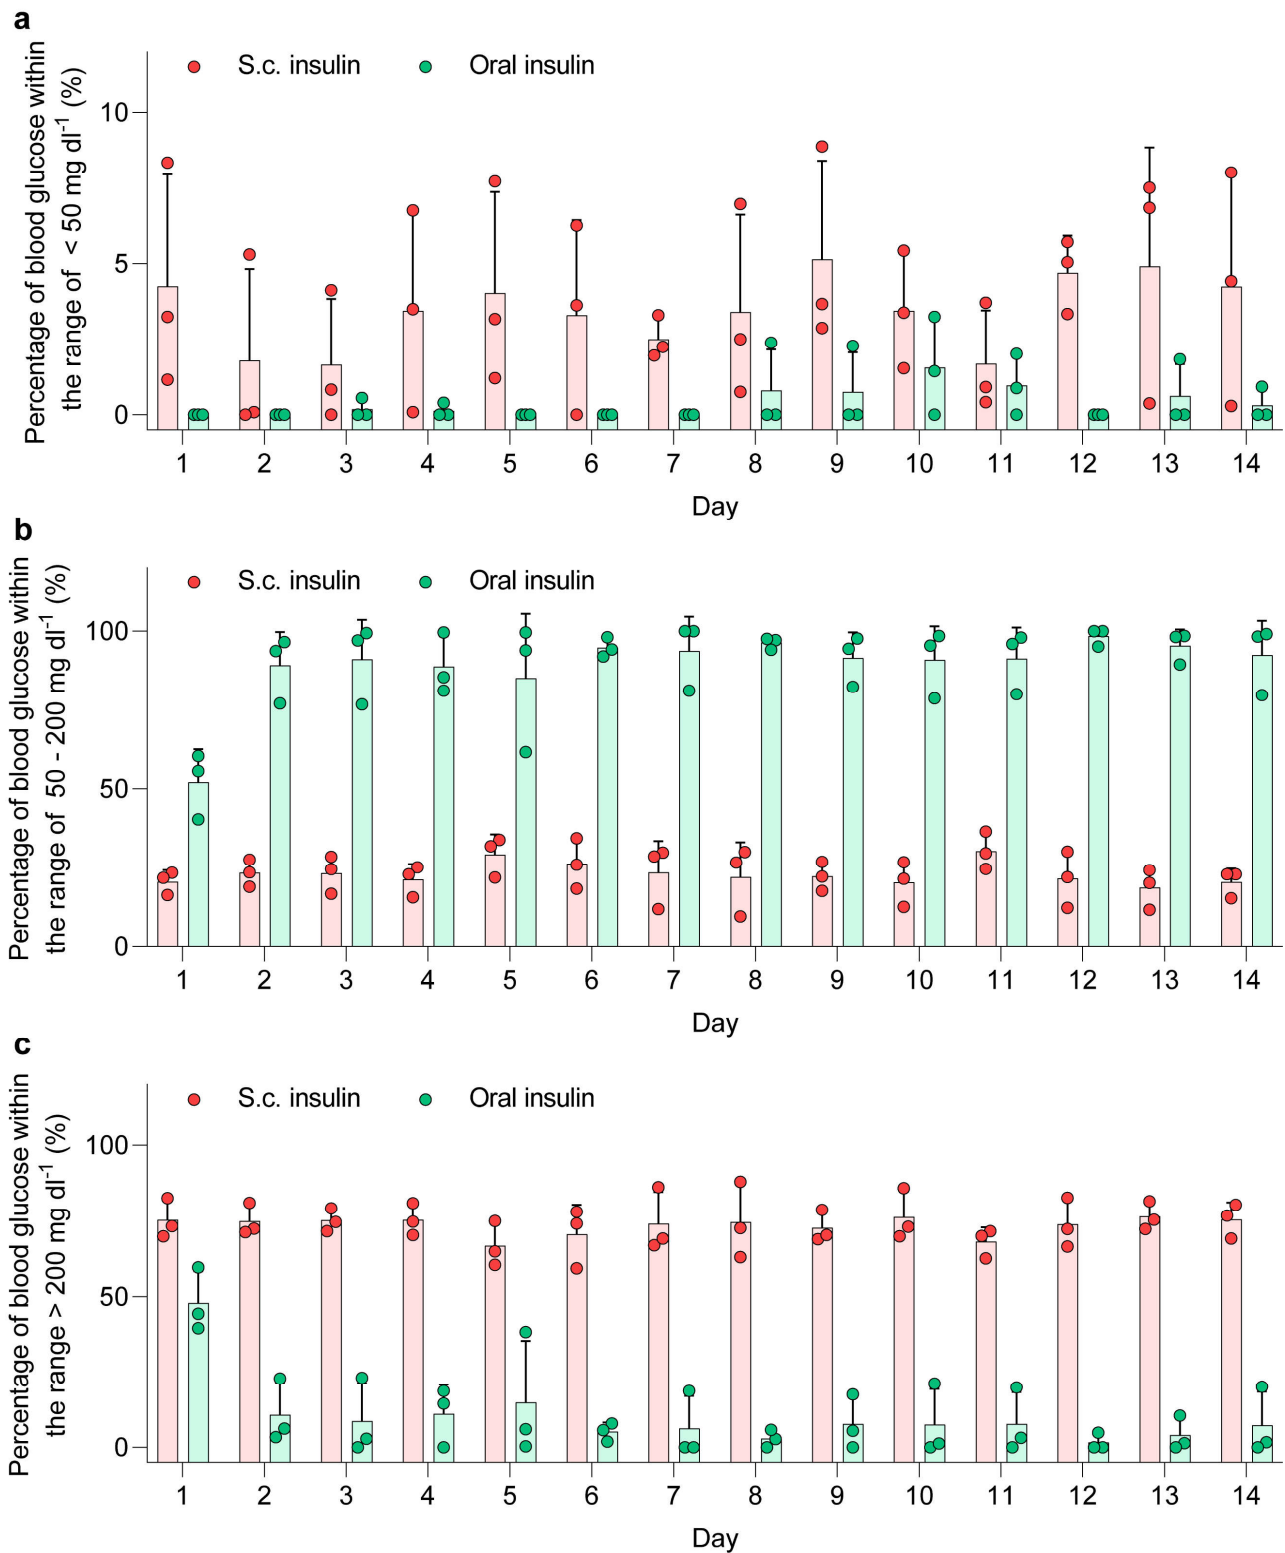 a
S.c. insulin Oral insulin
Percentage of blood glucose within
the range of < 50 mg dl⁻¹ (%)
10
5
0
1 2 3 4 5 6 7 8 9 10 11 12 13 14
Day
b
S.c. insulin Oral insulin
Percentage of blood glucose within
the range of 50 - 200 mg dl⁻¹ (%)
100
50
0
1 2 3 4 5 6 7 8 9 10 11 12 13 14
Day
c
S.c. insulin Oral insulin
Percentage of blood glucose within
the range > 200 mg dl⁻¹ (%)
100
50
0
1 2 3 4 5 6 7 8 9 10 11 12 13 14
Day